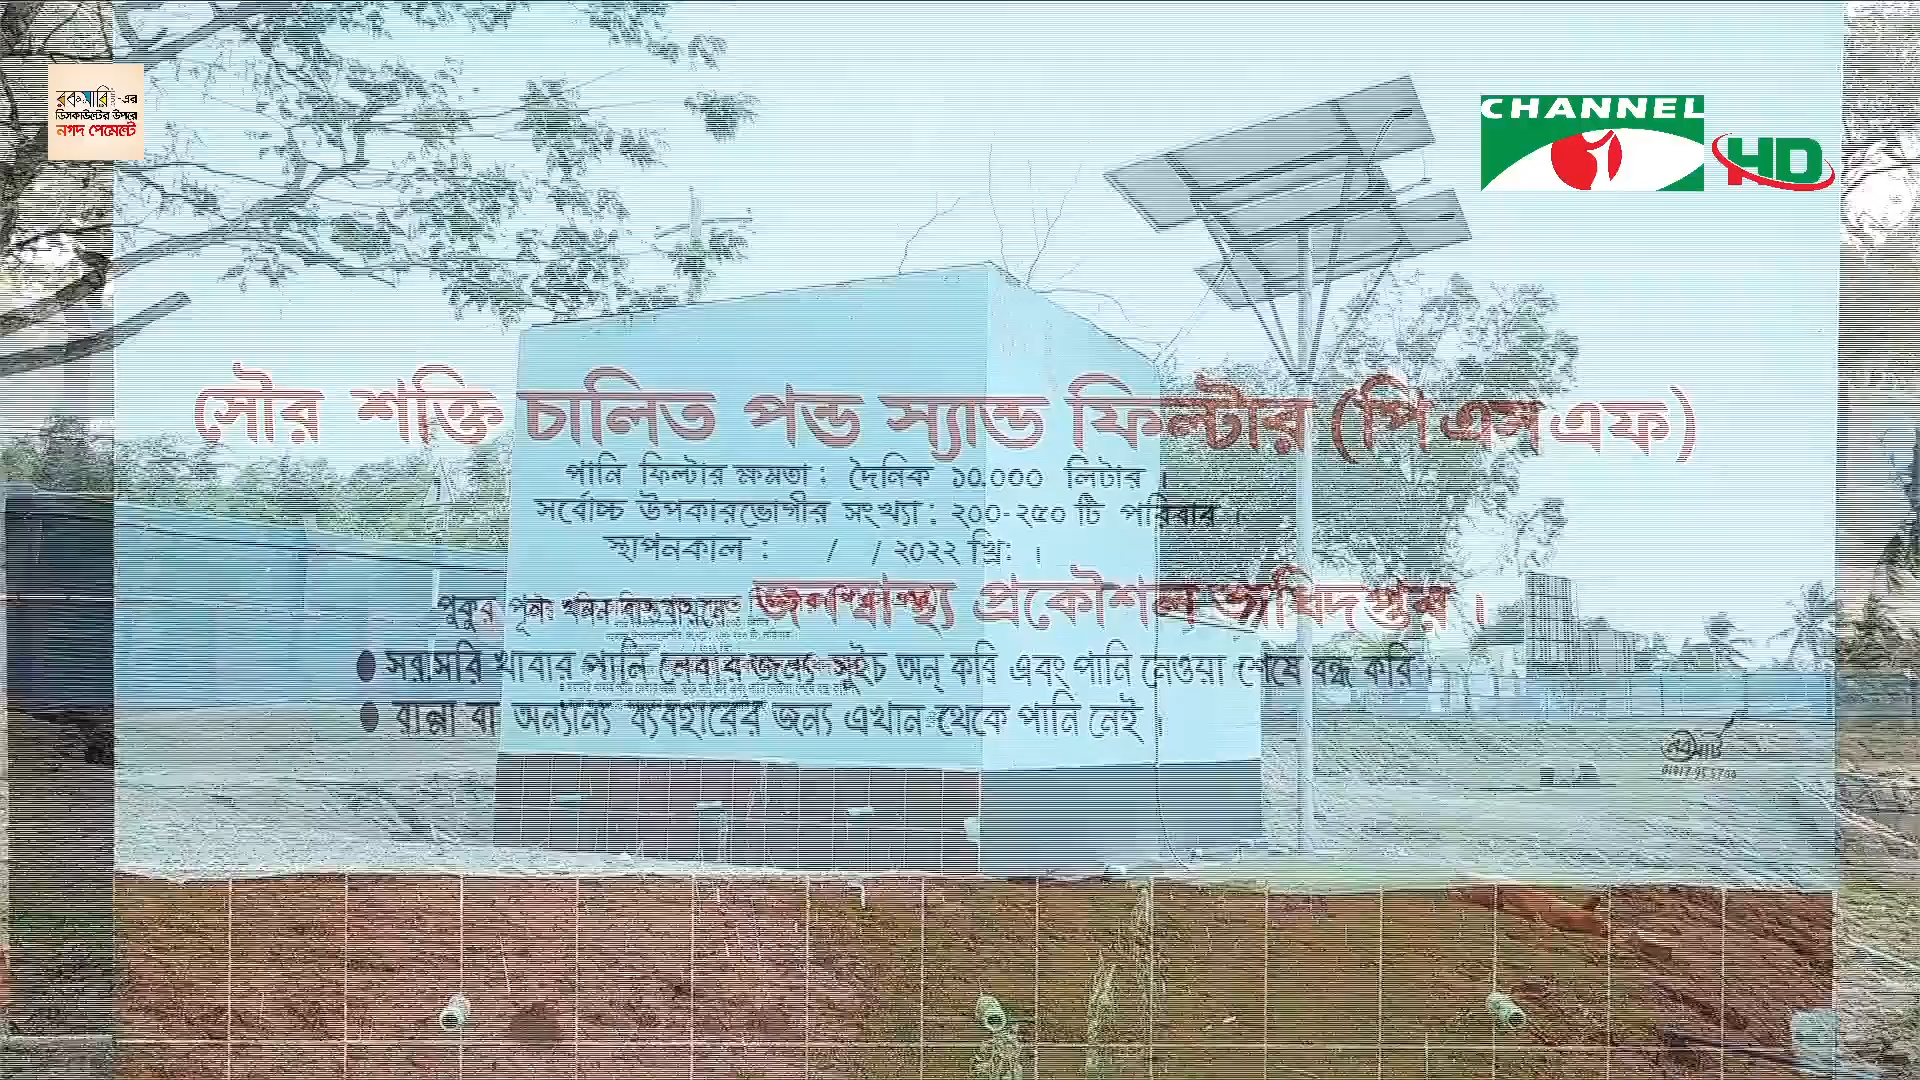 রকমারি-এর
ডিসকাউন্টের উপরে
নগদ পেমেন্টে
CHANNEL
HD
সৌর শক্তি চালিত পন্ড স্যান্ড ফিল্টার (পিএসএফ)
পানি ফিল্টার ক্ষমতা : দৈনিক ১০,০০০ লিটার ।
সর্বোচ্চ উপকারভোগীর সংখ্যা : ২০০-২৫০ টি পরিবার ।
স্থাপনকাল : / / ২০২২ খ্রি: ।
পুকুর জনস্বাস্থ্য প্রকৌশল অধিদপ্তর ।
● সরাসরি খাবার পানি নেবার জন্য সুইচ অন্ করি এবং পানি নেওয়া শেষে বন্ধ করি ।
● রান্না বা অন্যান্য ব্যবহারের জন্য এখান থেকে পানি নেই ।